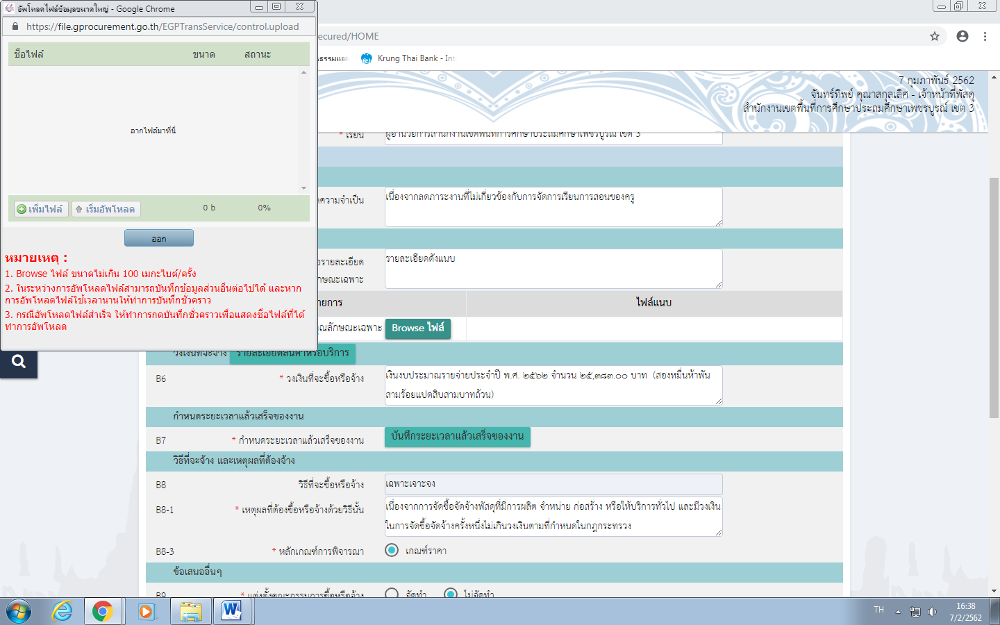 อัพโหลดไฟล์ข้อมูลขนาดใหญ่ - Google Chrome
https://file.gprocurement.go.th/EGPTransService/control.upload
ชื่อไฟล์ ขนาด สถานะ
ลากไฟล์มาที่นี่
เพิ่มไฟล์ เริ่มอัพโหลด 0 b 0%
ออก
หมายเหตุ :
1. Browse ไฟล์ ขนาดไม่เกิน 100 เมกะไบต์/ครั้ง
2. ในระหว่างการอัพโหลดไฟล์สามารถบันทึกข้อมูลส่วนอื่นต่อไปได้ และหาก
การอัพโหลดไฟล์ใช้เวลานานให้ทำการบันทึกชั่วคราว
3. กรณีอัพโหลดไฟล์สำเร็จ ให้ทำการกดบันทึกชั่วคราวเพื่อแสดงชื่อไฟล์ที่ได้
ทำการอัพโหลด
ecured/HOME
Krung Thai Bank - Int
7 กุมภาพันธ์ 2562
จันทร์ทิพย์ คุณาสกุลเลิศ - เจ้าหน้าที่พัสดุ
สำนักงานเขตพื้นที่การศึกษาประถมศึกษาเพชรบูรณ์ เขต 3
* เรียน ผู้อำนวยการสำนักงานเขตพื้นที่การศึกษาประถมศึกษาเพชรบูรณ์ เขต 3
ความจำเป็น เนื่องจากลดภาระงานที่ไม่เกี่ยวข้องกับการจัดการเรียนการสอนของครู
รายละเอียด รายละเอียดดังแนบ
ลักษณะเฉพาะ
รายการ ไฟล์แนบ
คุณลักษณะเฉพาะ Browse ไฟล์
วงเงินที่จะจ้าง รายละเอียดสินค้าหรือบริการ
B6 * วงเงินที่จะซื้อหรือจ้าง เงินงบประมาณรายจ่ายประจำปี พ.ศ. ๒๕๖๒ จำนวน ๒๕,๓๘๓.๐๐ บาท (สองหมื่นห้าพัน
สามร้อยแปดสิบสามบาทถ้วน)
กำหนดระยะเวลาแล้วเสร็จของงาน
B7 * กำหนดระยะเวลาแล้วเสร็จของงาน บันทึกระยะเวลาแล้วเสร็จของงาน
วิธีที่จะจ้าง และเหตุผลที่ต้องจ้าง
B8 วิธีที่จะซื้อหรือจ้าง เฉพาะเจาะจง
B8-1 * เหตุผลที่ต้องซื้อหรือจ้างด้วยวิธีนั้น เนื่องจากการจัดซื้อจัดจ้างพัสดุที่มีการผลิต จำหน่าย ก่อสร้าง หรือให้บริการทั่วไป และมีวงเงิน
ในการจัดซื้อจัดจ้างครั้งหนึ่งไม่เกินวงเงินตามที่กำหนดในกฎกระทรวง
B8-3 * หลักเกณฑ์การพิจารณา เกณฑ์ราคา
ข้อเสนออื่นๆ
B9 * แต่งตั้งคณะกรรมการซื้อหรือจ้าง จัดทำ ไม่จัดทำ
TH 16:38
7/2/2562